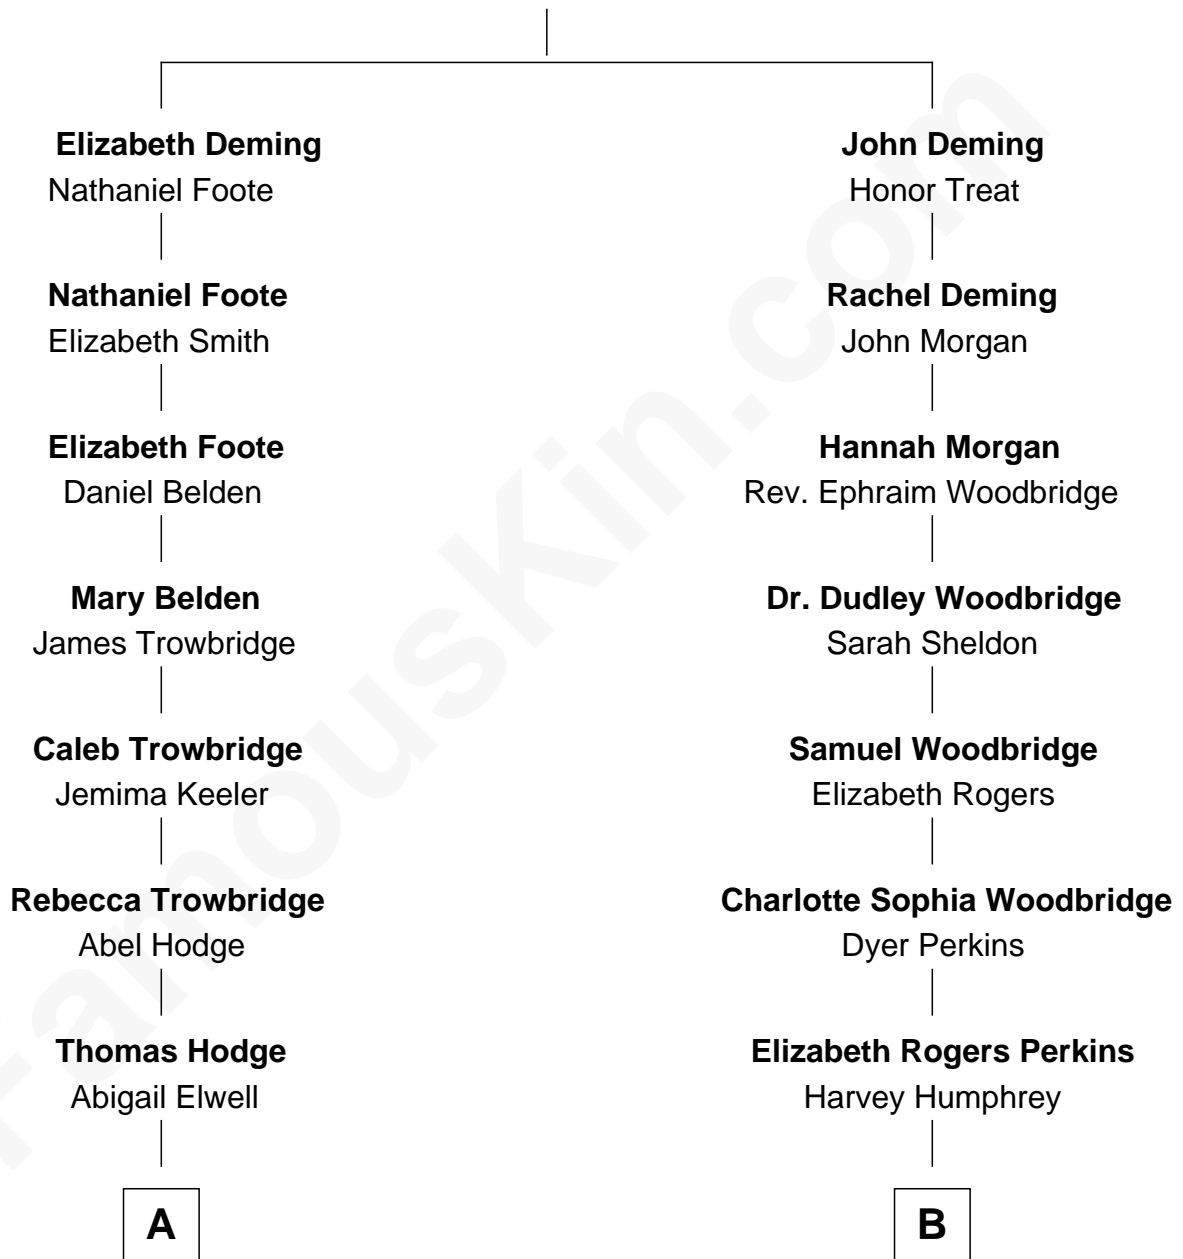 Elizabeth Deming
Nathaniel Foote
Nathaniel Foote
Elizabeth Smith
Elizabeth Foote
Daniel Belden
Mary Belden
James Trowbridge
Caleb Trowbridge
Jemima Keeler
Rebecca Trowbridge
Abel Hodge
Thomas Hodge
Abigail Elwell
A
John Deming
Honor Treat
Rachel Deming
John Morgan
Hannah Morgan
Rev. Ephraim Woodbridge
Dr. Dudley Woodbridge
Sarah Sheldon
Samuel Woodbridge
Elizabeth Rogers
Charlotte Sophia Woodbridge
Dyer Perkins
Elizabeth Rogers Perkins
Harvey Humphrey
B
FamousKin.com